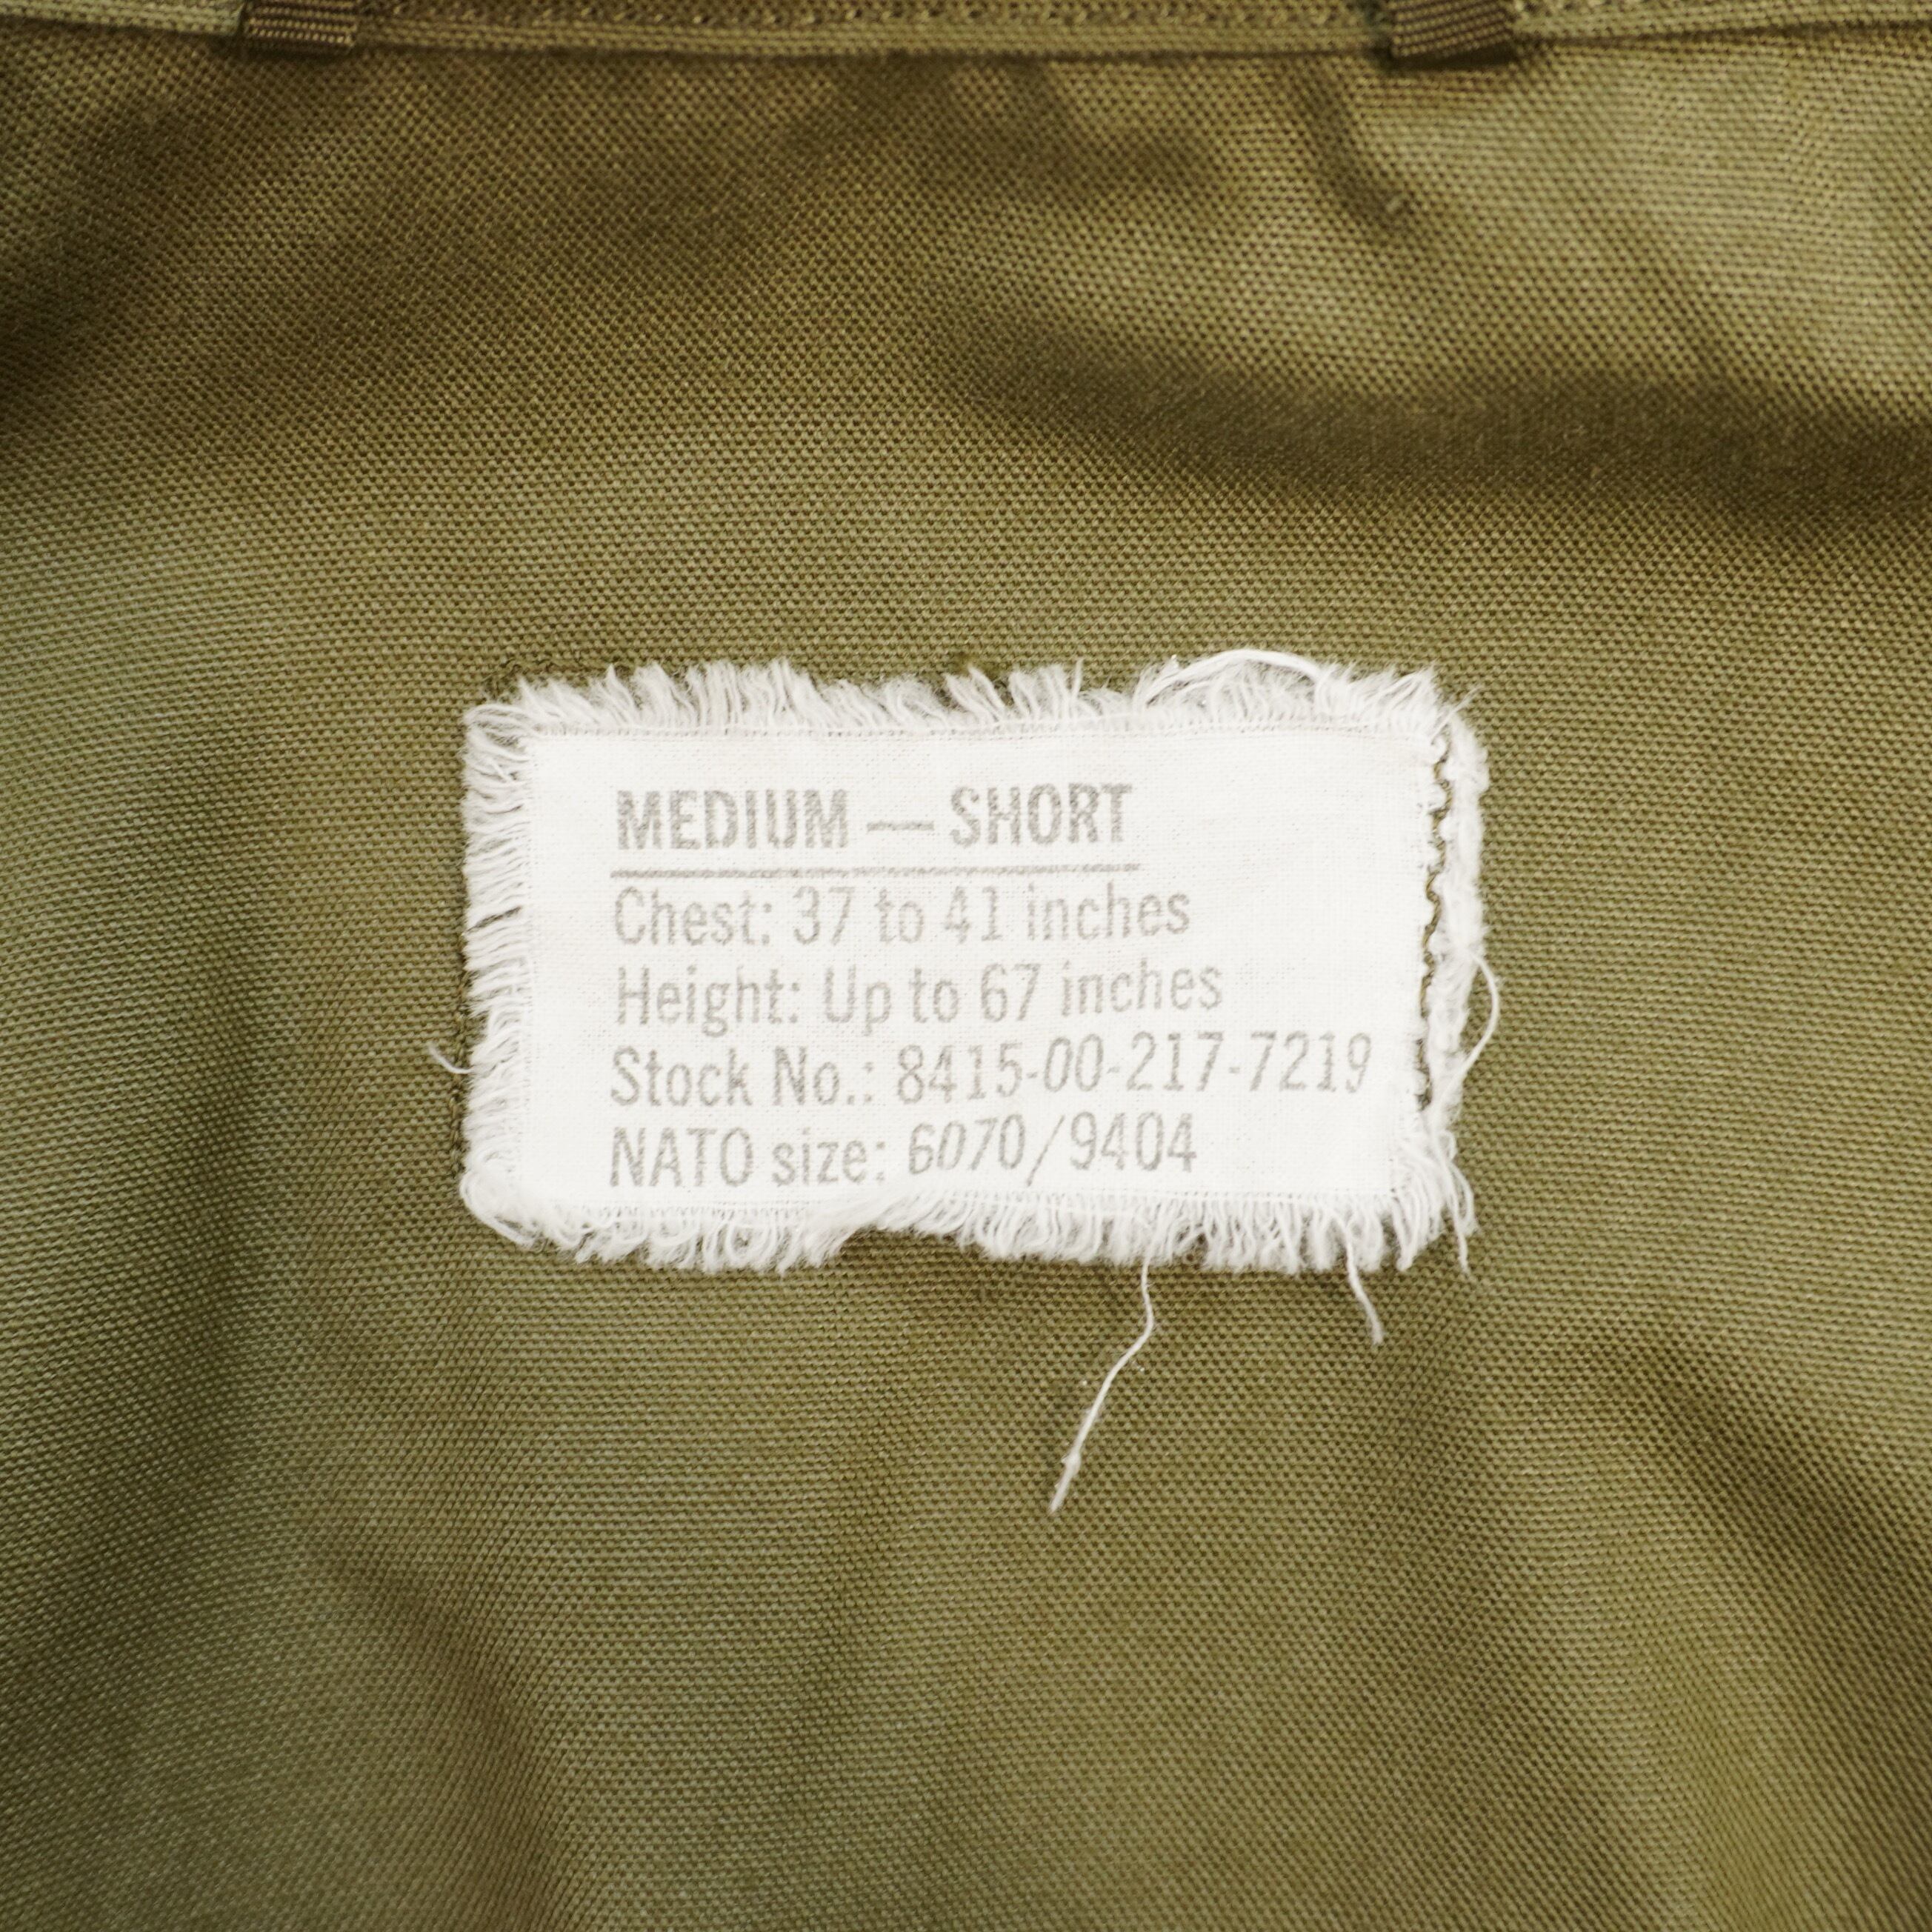 MEDIUM — SHORT
Chest: 37 to 41 inches
Height: Up to 67 inches
Stock No.: 8415-00-217-7219
NATO size: 6070/9404